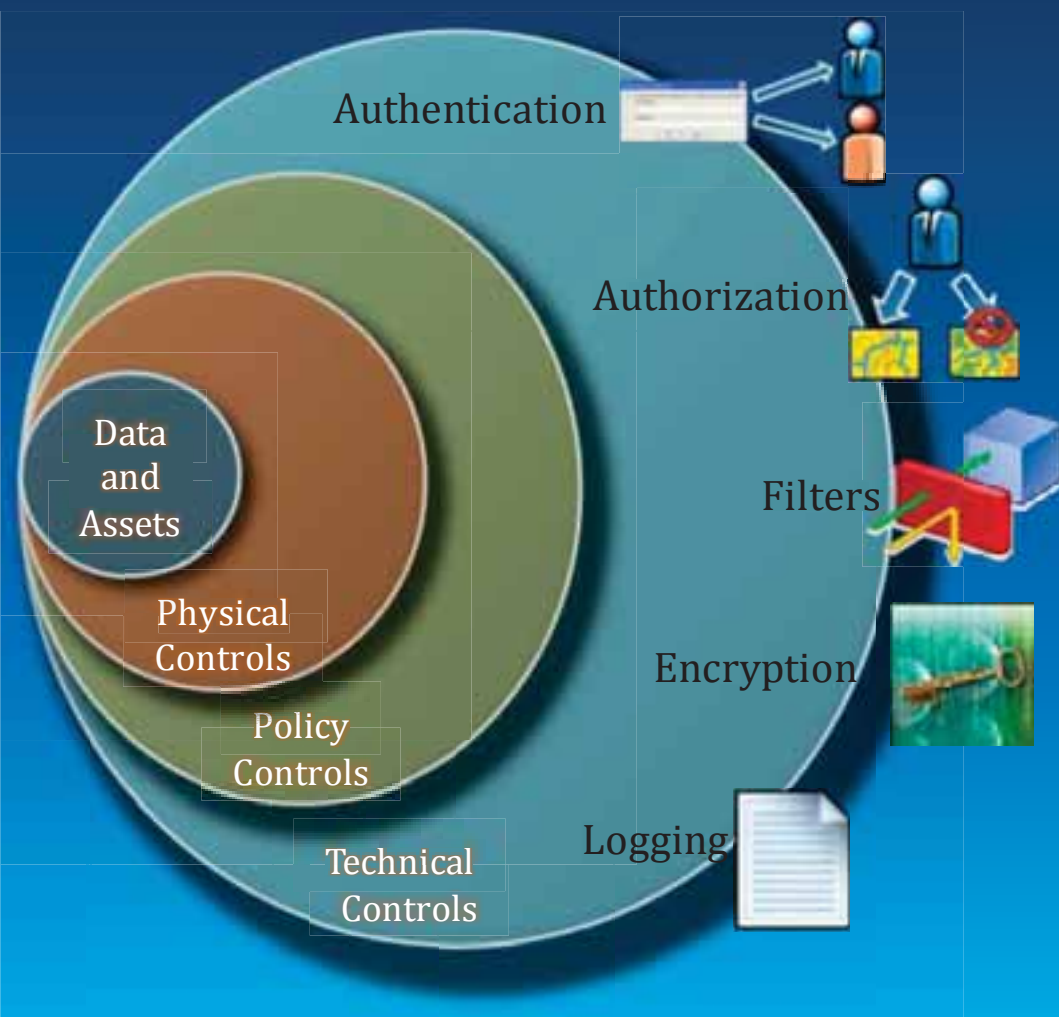 Authentication
Authorization
Data
and
Assets
Filters
Physical
Controls
Encryption
Policy
Controls
Logging
Technical
Controls